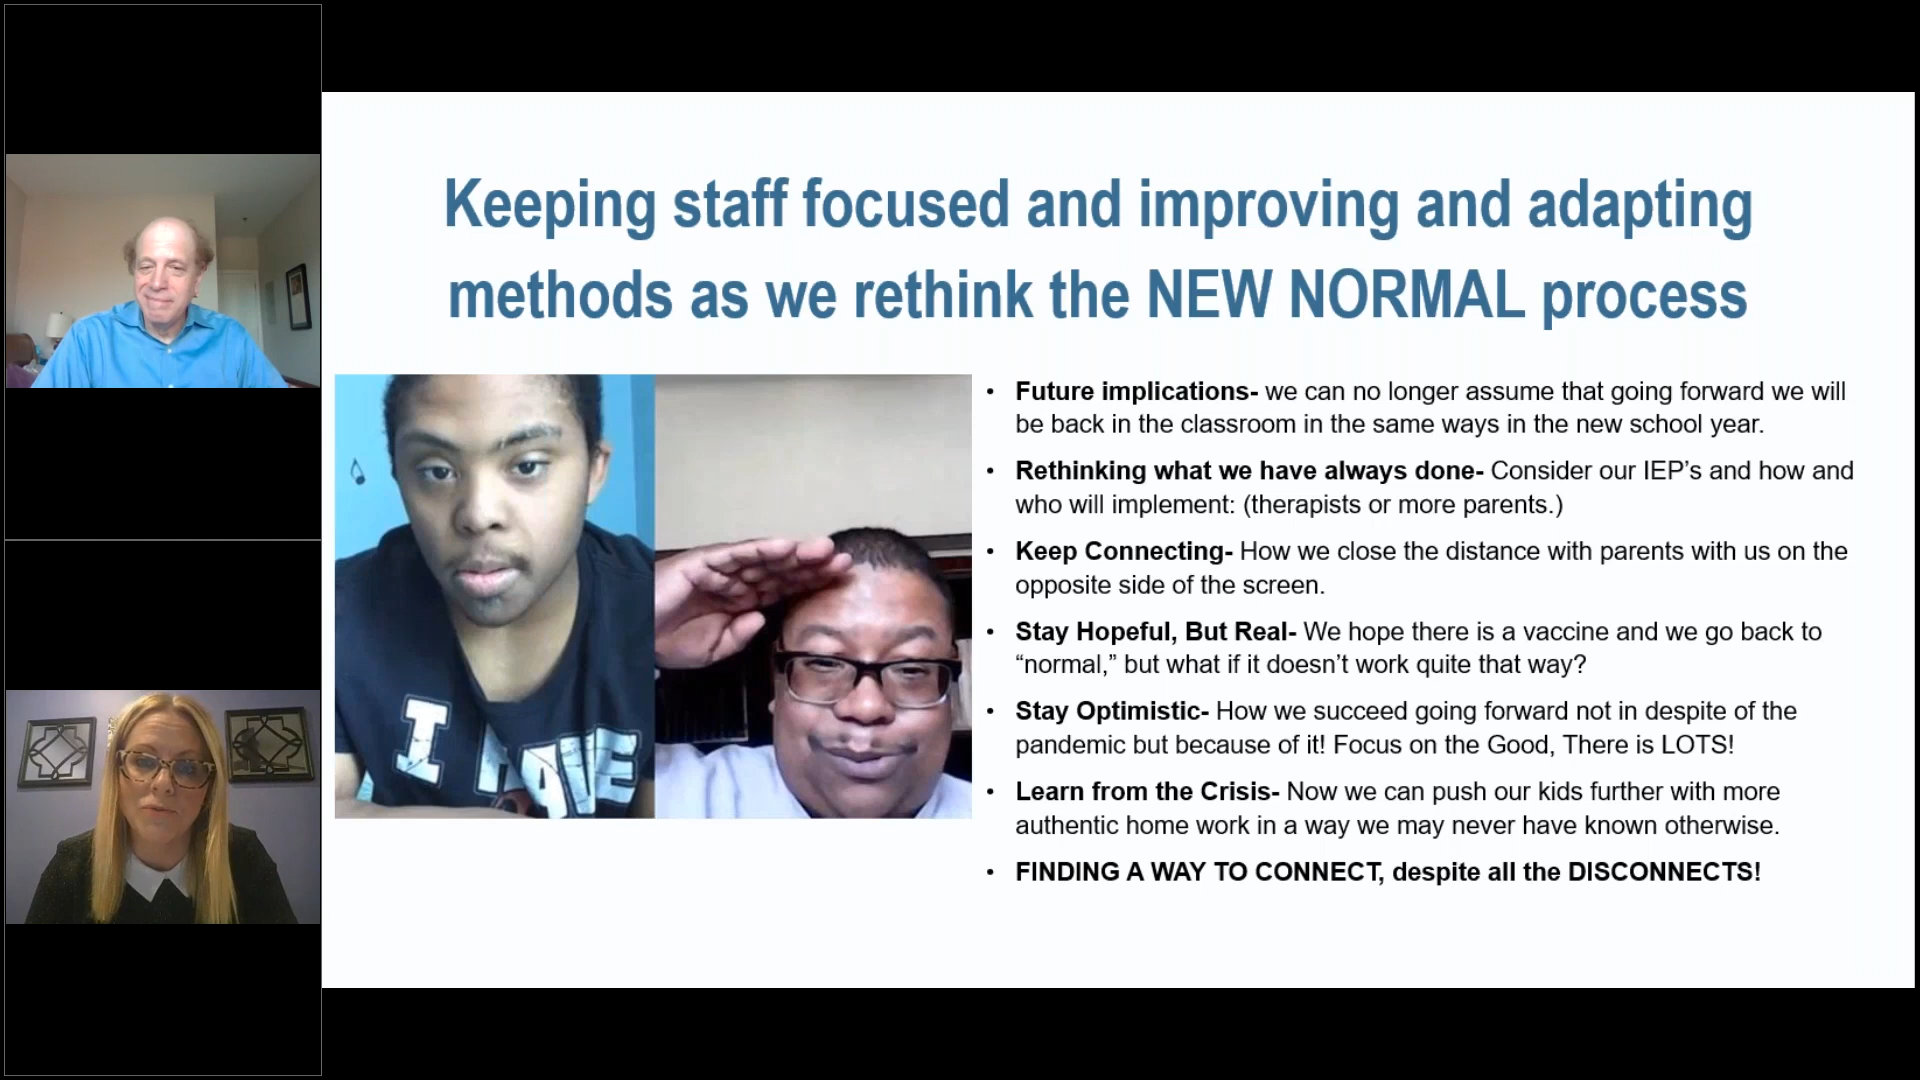 Keeping staff focused and improving and adapting
methods as we rethink the NEW NORMAL process
I HAVE
• Future implications- we can no longer assume that going forward we will
be back in the classroom in the same ways in the new school year.
• Rethinking what we have always done- Consider our IEP’s and how and
who will implement: (therapists or more parents.)
• Keep Connecting- How we close the distance with parents with us on the
opposite side of the screen.
• Stay Hopeful, But Real- We hope there is a vaccine and we go back to
“normal,” but what if it doesn’t work quite that way?
• Stay Optimistic- How we succeed going forward not in despite of the
pandemic but because of it! Focus on the Good, There is LOTS!
• Learn from the Crisis- Now we can push our kids further with more
authentic home work in a way we may never have known otherwise.
• FINDING A WAY TO CONNECT, despite all the DISCONNECTS!